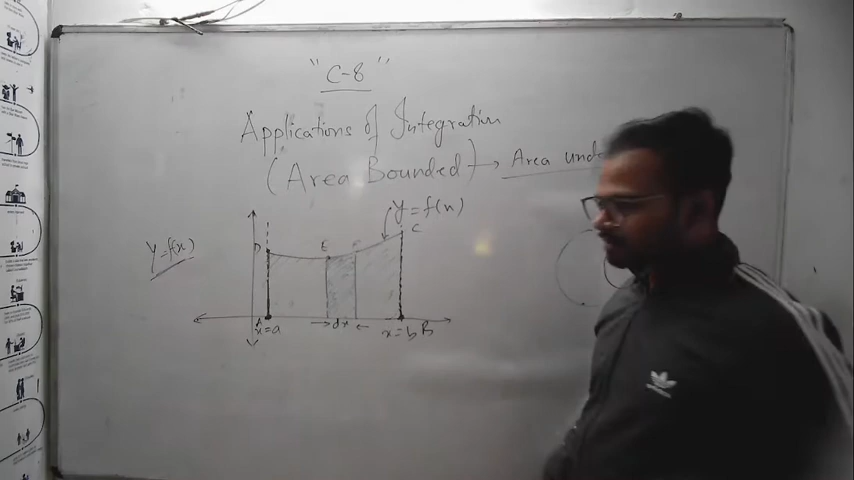 "C-8"
Applications of Integration
(Area Bounded) → Area unde
y = f(x)
y=f(x)
D
E
F
C
A
x=a
dx
x=b B